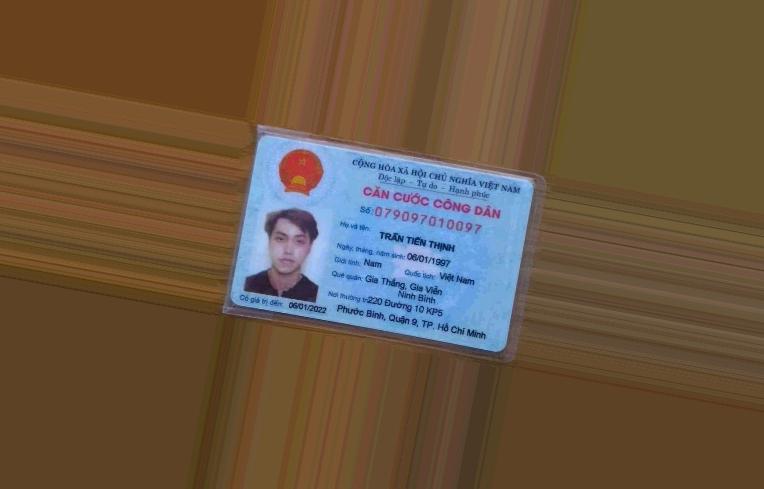 CỘNG HÒA XÃ HỘI CHỦ NGHĨA VIỆT NAM
Độc lập - Tự do - Hạnh phúc
CĂN CƯỚC CÔNG DÂN
Số: 079097010097
Họ và tên:
TRẦN TIẾN THỊNH
Ngày, tháng, năm sinh: 06/01/1997
Giới tính: Nam Quốc tịch: Việt Nam
Quê quán: Gia Thắng, Gia Viễn
Ninh Bình
Nơi thường tr 220 Đường 10 KP5
Phước Bình, Quận 9, TP. Hồ Chí Minh
Có giá trị đến: 06/01/2022